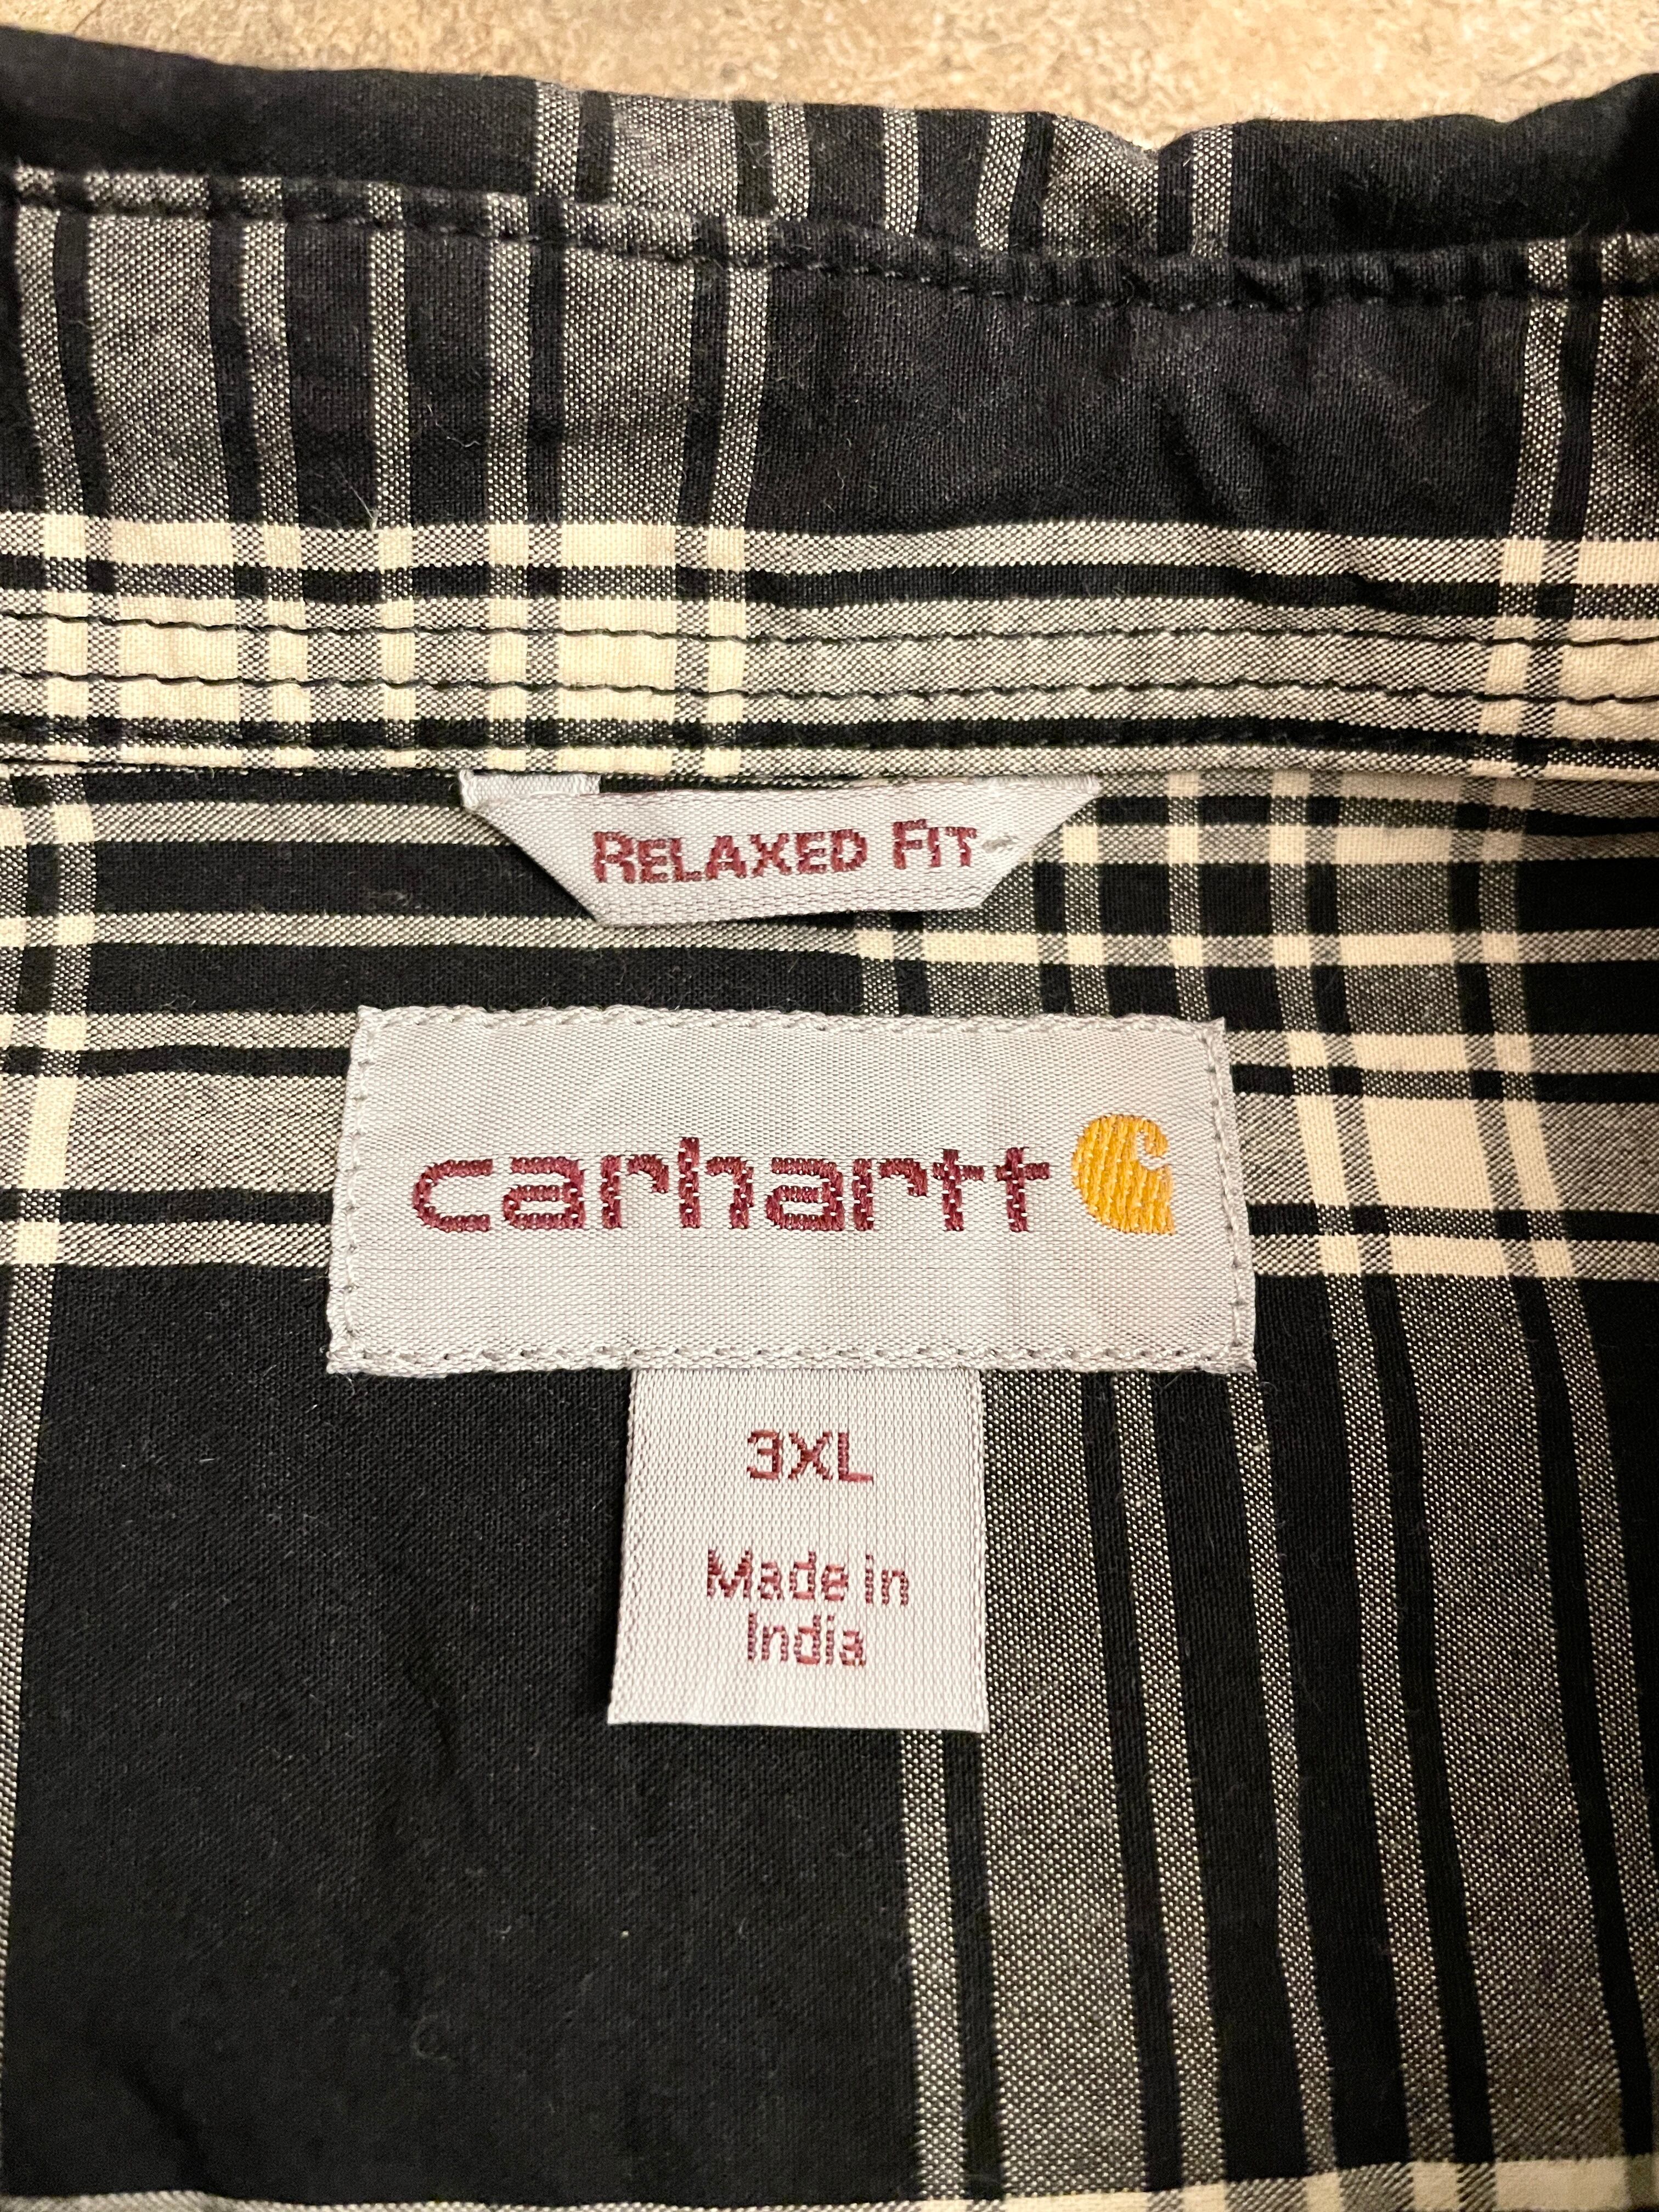 RELAXED FIT
carhartt
3XL
Made in
India